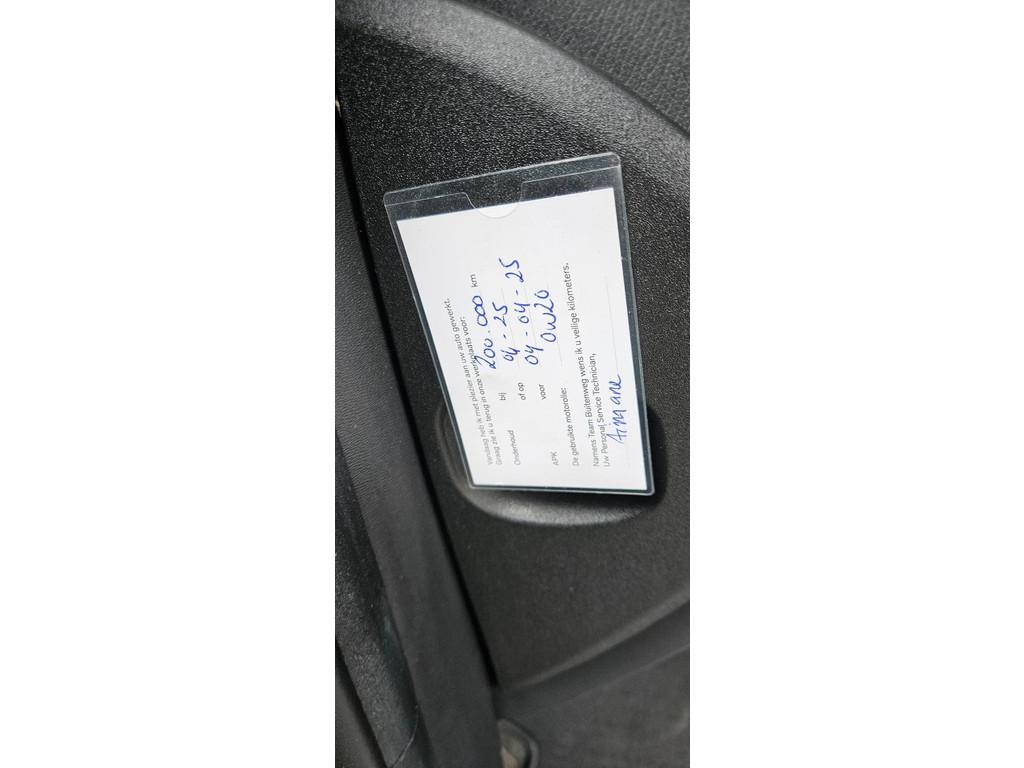 Vandaag heb ik met plezier aan uw auto gewerkt.
Graag zie ik u terug in onze werkplaats voor:
Onderhoud bij 200.000 km
of op 04 - 25
APK voor 04 - 04 - 25
De gebruikte motorolie: 0W20
Namens Team Buitenweg wens ik u veilige kilometers.
Uw Personal Service Technician,